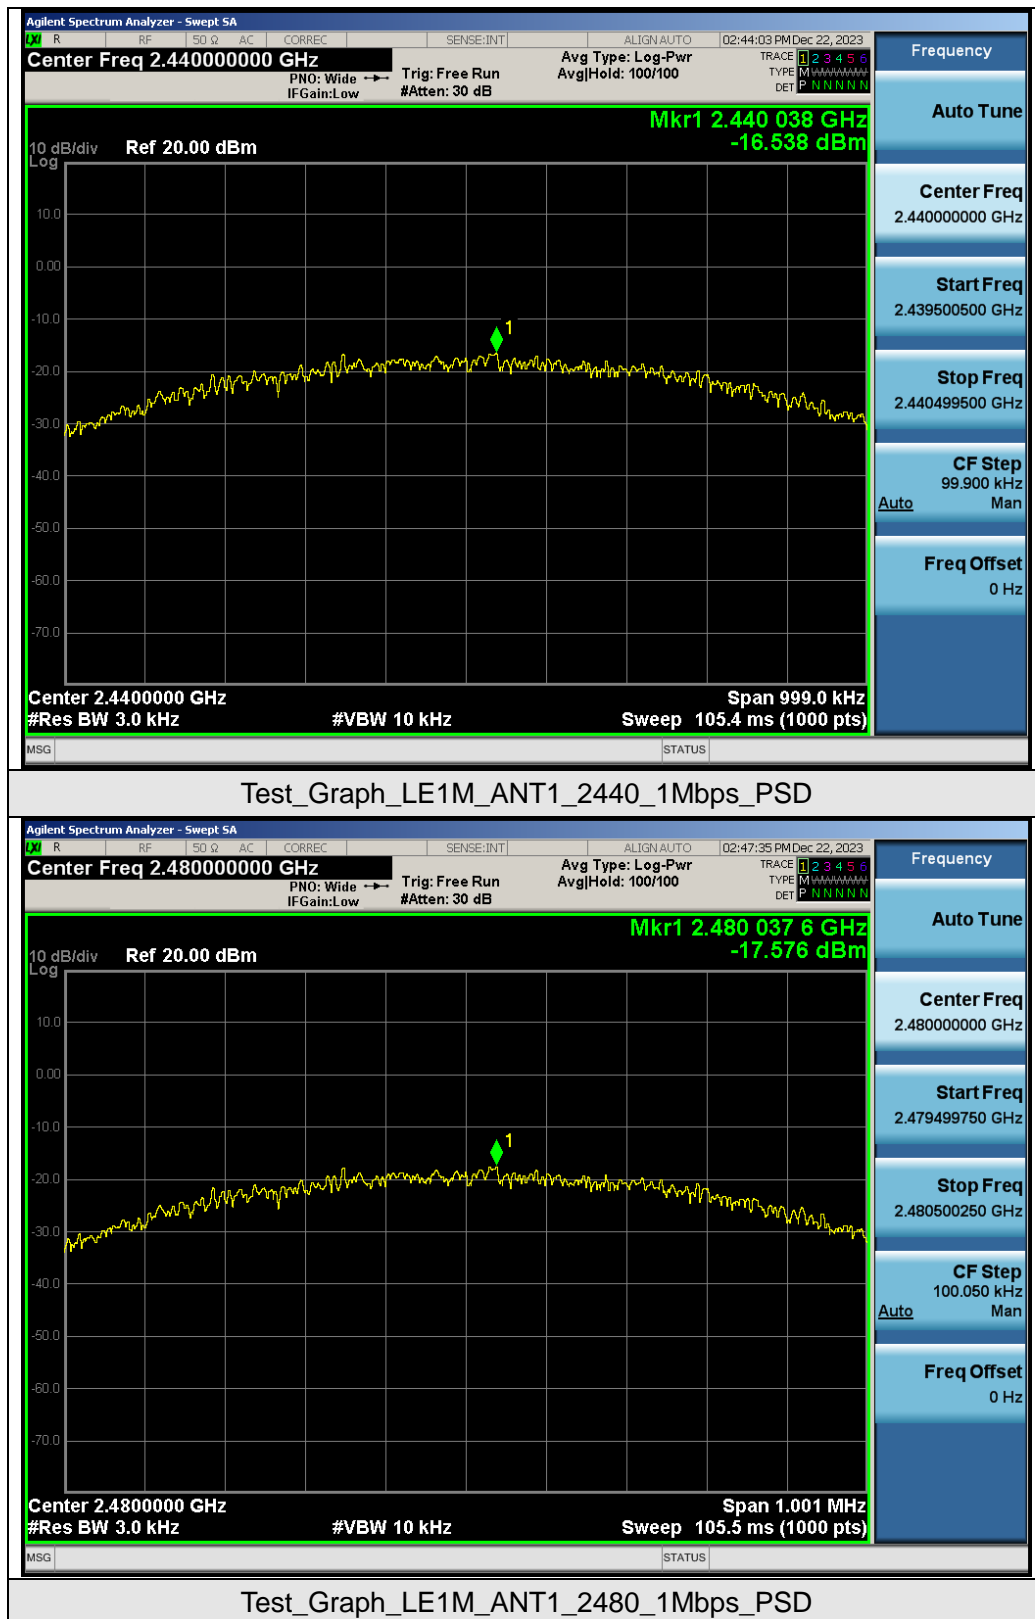 Agilent Spectrum Analyzer - Swept SA
LXI R RF 50 Ω AC CORREC SENSE:INT ALIGN AUTO 02:44:03 PM Dec 22, 2023
Center Freq 2.440000000 GHz
PNO: Wide
IFGain:Low
Trig: Free Run
#Atten: 30 dB
Avg Type: Log-Pwr
Avg|Hold: 100/100
TRACE 1 2 3 4 5 6
TYPE M W W W W W
DET P N N N N N
Mkr1 2.440 038 GHz
-16.538 dBm
10 dB/div Ref 20.00 dBm
Log
10.0
0.00
-10.0
1
-20.0
-30.0
-40.0
-50.0
-60.0
-70.0
Center 2.4400000 GHz Span 999.0 kHz
#Res BW 3.0 kHz #VBW 10 kHz Sweep 105.4 ms (1000 pts)
MSG STATUS
Frequency
Auto Tune
Center Freq
2.440000000 GHz
Start Freq
2.439500500 GHz
Stop Freq
2.440499500 GHz
CF Step
99.900 kHz
Auto Man
Freq Offset
0 Hz
Test_Graph_LE1M_ANT1_2440_1Mbps_PSD
Agilent Spectrum Analyzer - Swept SA
LXI R RF 50 Ω AC CORREC SENSE:INT ALIGN AUTO 02:47:35 PM Dec 22, 2023
Center Freq 2.480000000 GHz
PNO: Wide
IFGain:Low
Trig: Free Run
#Atten: 30 dB
Avg Type: Log-Pwr
Avg|Hold: 100/100
TRACE 1 2 3 4 5 6
TYPE M W W W W W
DET P N N N N N
Mkr1 2.480 037 6 GHz
-17.576 dBm
10 dB/div Ref 20.00 dBm
Log
10.0
0.00
-10.0
1
-20.0
-30.0
-40.0
-50.0
-60.0
-70.0
Center 2.4800000 GHz Span 1.001 MHz
#Res BW 3.0 kHz #VBW 10 kHz Sweep 105.5 ms (1000 pts)
MSG STATUS
Frequency
Auto Tune
Center Freq
2.480000000 GHz
Start Freq
2.479499750 GHz
Stop Freq
2.480500250 GHz
CF Step
100.050 kHz
Auto Man
Freq Offset
0 Hz
Test_Graph_LE1M_ANT1_2480_1Mbps_PSD